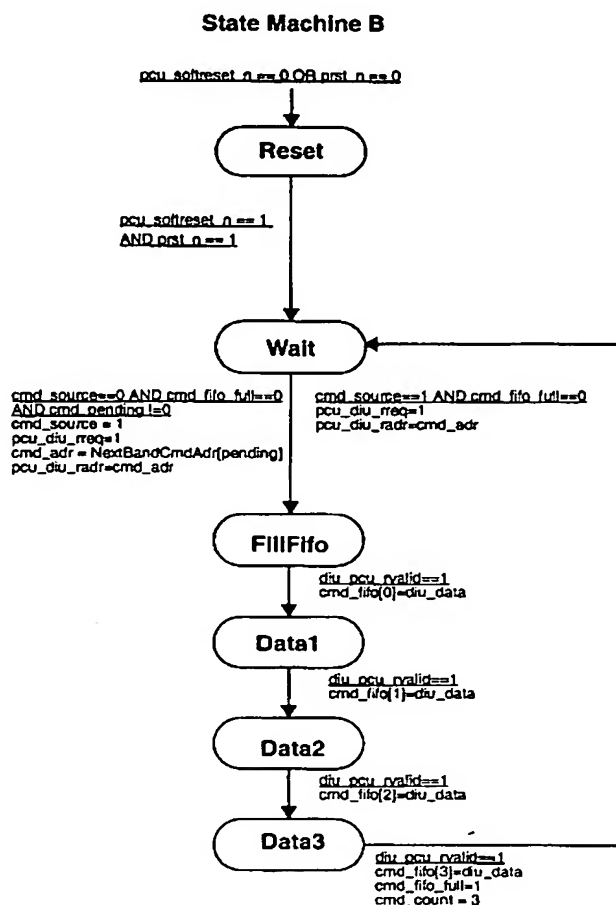 State Machine B
pcu_softreset_n == 0 OR prst_n == 0
Reset
pcu_softreset_n == 1
AND prst_n == 1
Wait
cmd_source==0 AND cmd_fifo_full==0
AND cmd_pending !=0
cmd_source = 1
pcu_diu_rreq=1
cmd_adr = NextBandCmdAdr[pending]
pcu_diu_radr=cmd_adr
cmd_source==1 AND cmd_fifo_full==0
pcu_diu_rreq=1
pcu_diu_radr=cmd_adr
FillFifo
diu_pcu_rvalid==1
cmd_fifo[0]=diu_data
Data1
diu_pcu_rvalid==1
cmd_fifo[1]=diu_data
Data2
diu_pcu_rvalid==1
cmd_fifo[2]=diu_data
Data3
diu_pcu_rvalid==1
cmd_fifo[3]=diu_data
cmd_fifo_full=1
cmd_count = 3